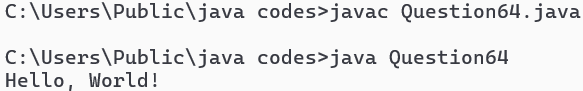 C:\Users\Public\java codes>javac Question64.java
C:\Users\Public\java codes>java Question64
Hello, World!